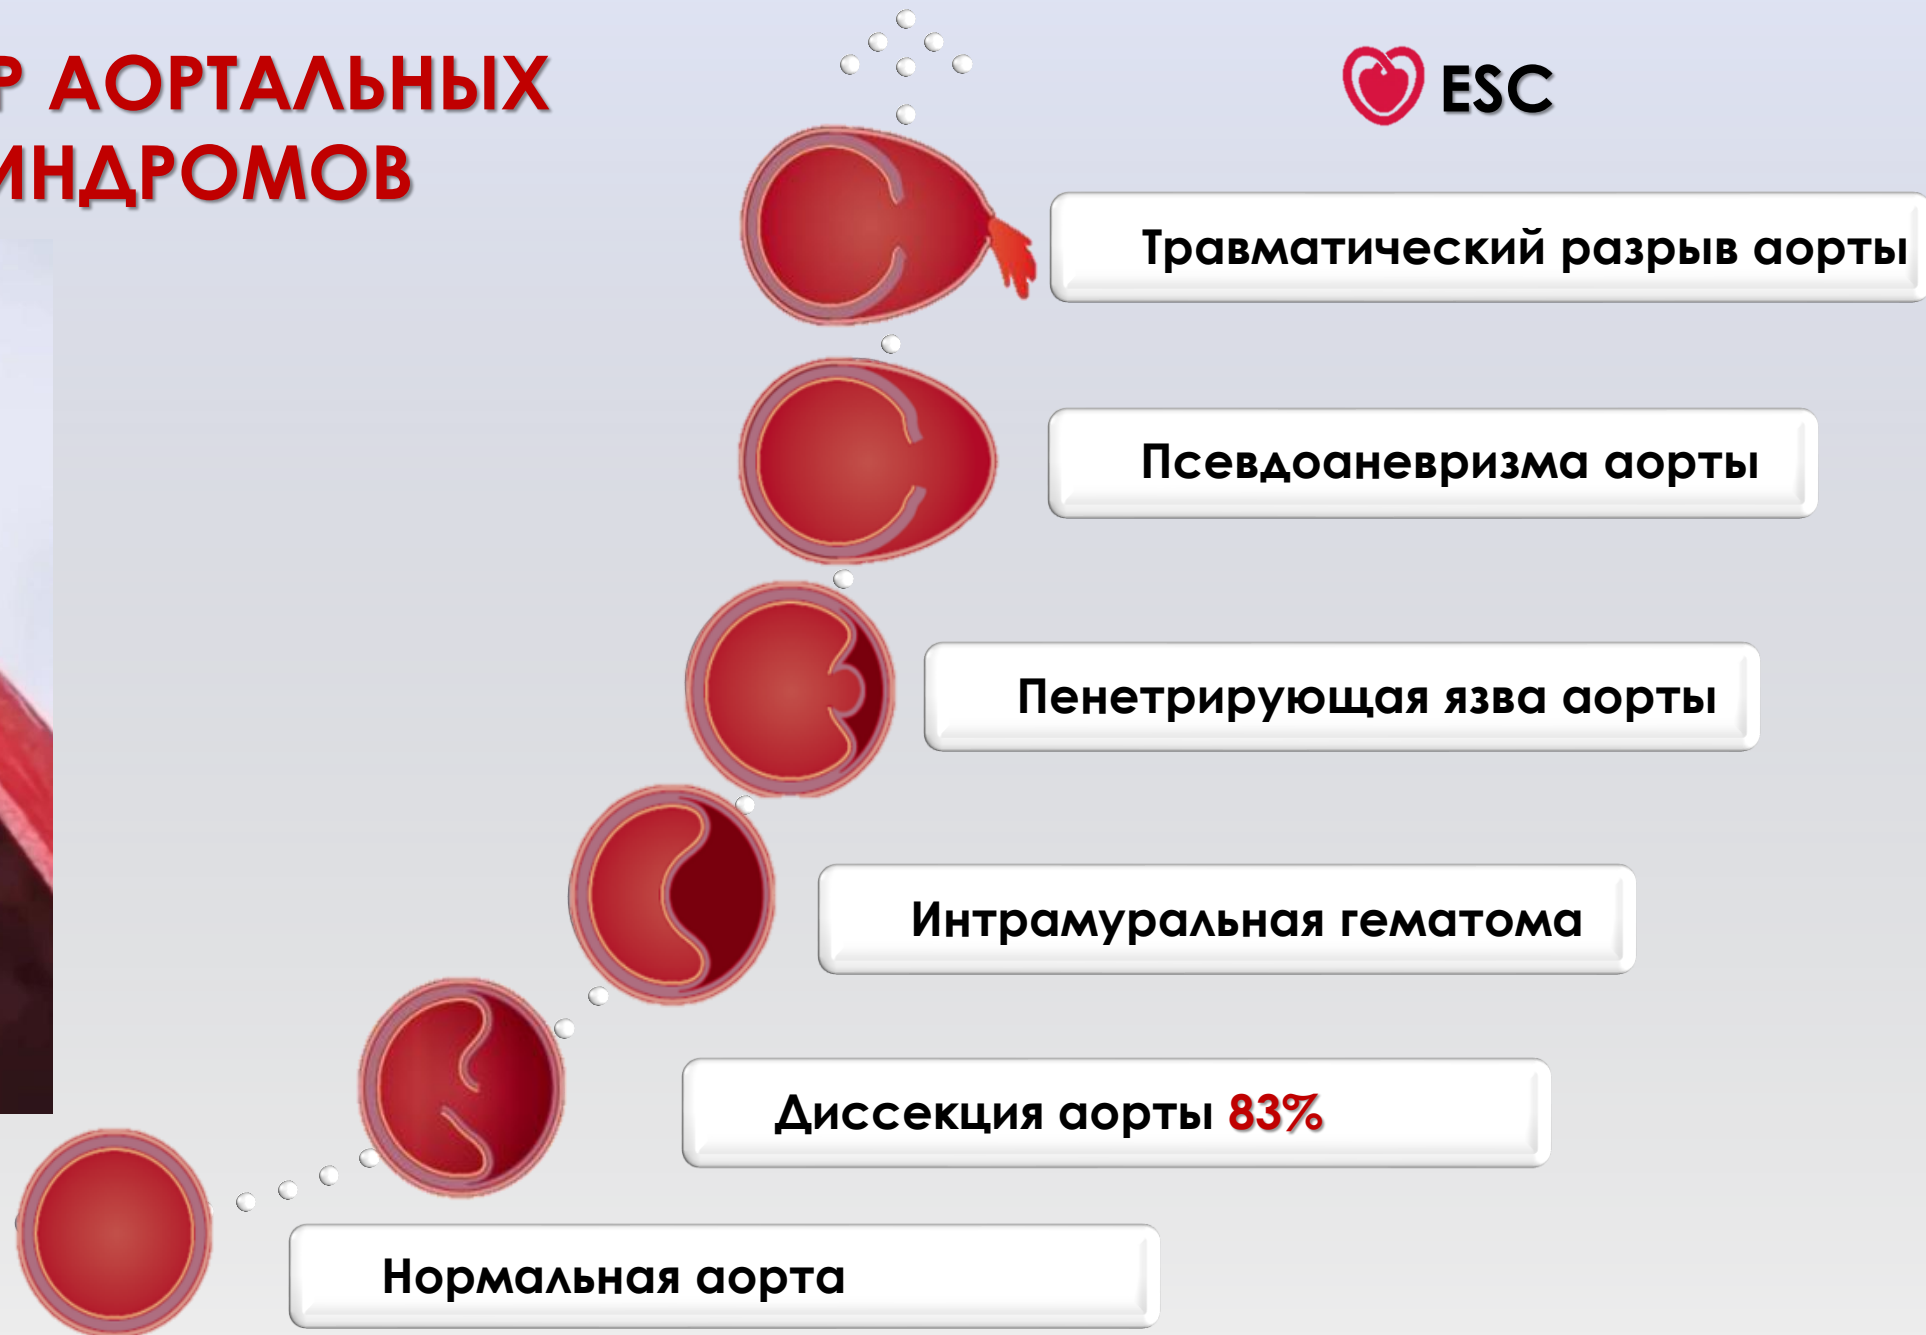 Р АОРТАЛЬНЫХ
ИНДРОМОВ
ESC
Травматический разрыв аорты
Псевдоаневризма аорты
Пенетрирующая язва аорты
Интрамуральная гематома
Диссекция аорты 83%
Нормальная аорта